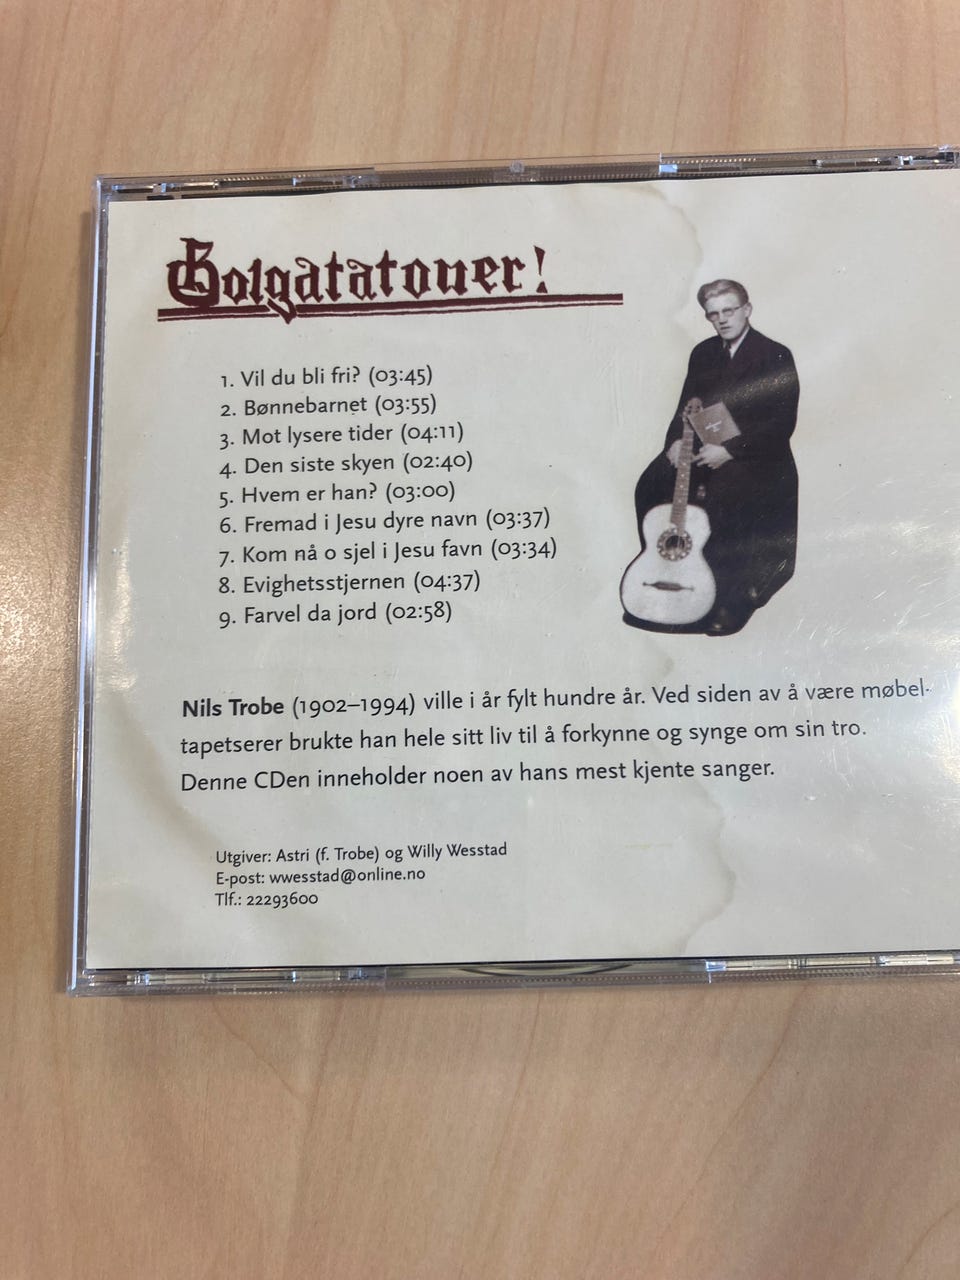 Golgatatoner!
1. Vil du bli fri? (03:45)
2. Bønnebarnet (03:55)
3. Mot lysere tider (04:11)
4. Den siste skyen (02:40)
5. Hvem er han? (03:00)
6. Fremad i Jesu dyre navn (03:37)
7. Kom nå o sjel i Jesu favn (03:34)
8. Evighetsstjernen (04:37)
9. Farvel da jord (02:58)
Nils Trobe (1902–1994) ville i år fylt hundre år. Ved siden av å være møbel-
tapetserer brukte han hele sitt liv til å forkynne og synge om sin tro.
Denne CDen inneholder noen av hans mest kjente sanger.
Utgiver: Astri (f. Trobe) og Willy Wesstad
E-post: wwesstad@online.no
Tlf.: 22293600